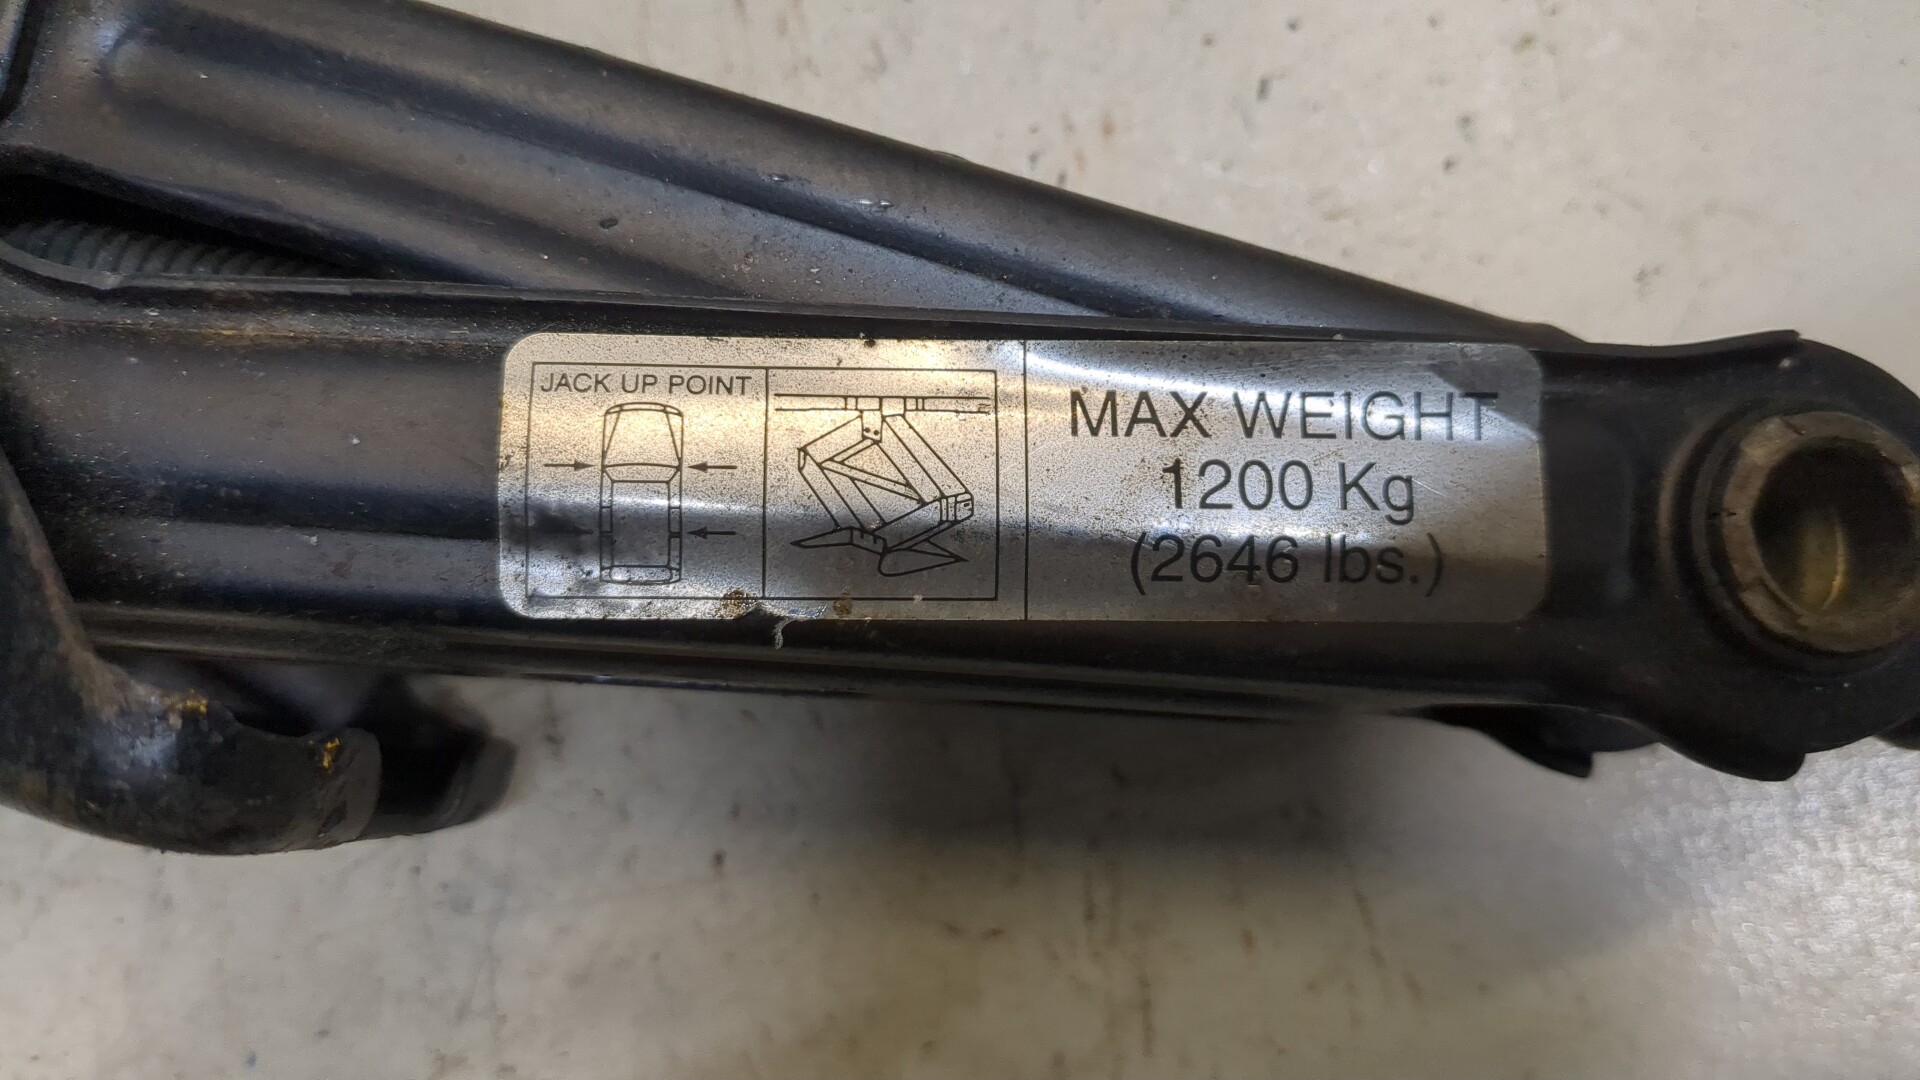 JACK UP POINT
MAX WEIGHT
1200 Kg
(2646 lbs.)